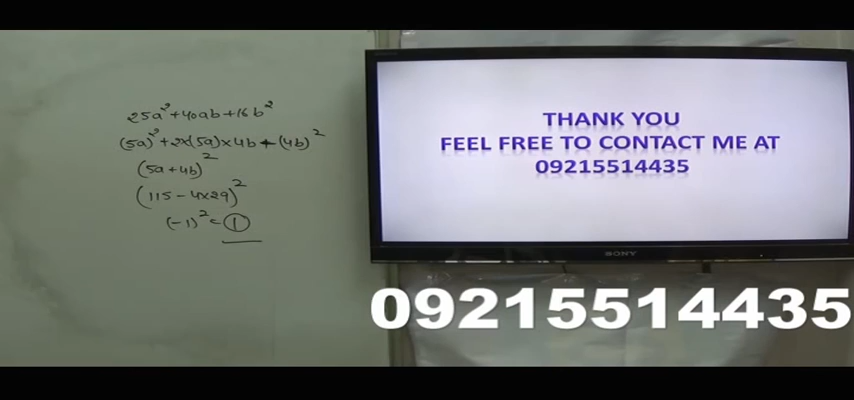 25a² + 40ab + 16b²
(5a)² + 2×(5a)×4b + (4b)²
(5a + 4b)²
(115 - 4×29)²
(-1)² = 1
THANK YOU
FEEL FREE TO CONTACT ME AT
09215514435
SONY
09215514435